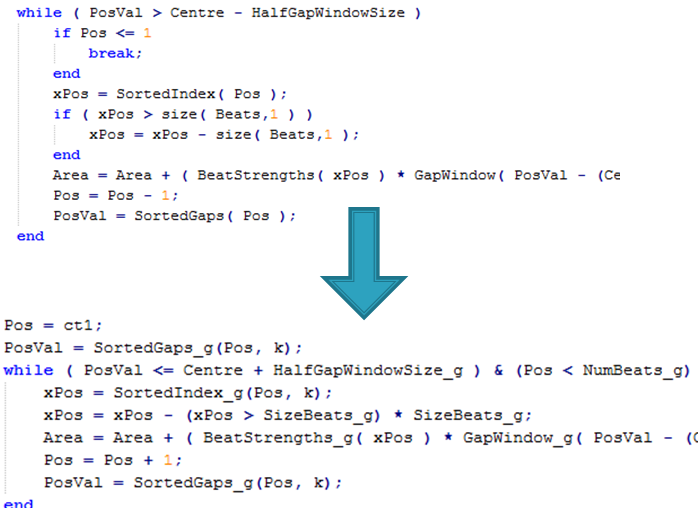 while ( PosVal > Centre - HalfGapWindowSize )
if Pos <= 1
break;
end
xPos = SortedIndex( Pos );
if ( xPos > size( Beats,1 ) )
xPos = xPos - size( Beats,1 );
end
Area = Area + ( BeatStrengths( xPos ) * GapWindow( PosVal - (Ce
Pos = Pos - 1;
PosVal = SortedGaps( Pos );
end
Pos = ct1;
PosVal = SortedGaps_g(Pos, k);
while ( PosVal <= Centre + HalfGapWindowSize_g ) & (Pos < NumBeats_g)
xPos = SortedIndex_g(Pos, k);
xPos = xPos - (xPos > SizeBeats_g) * SizeBeats_g;
Area = Area + ( BeatStrengths_g( xPos ) * GapWindow_g( PosVal - (C
Pos = Pos + 1;
PosVal = SortedGaps_g(Pos, k);
end